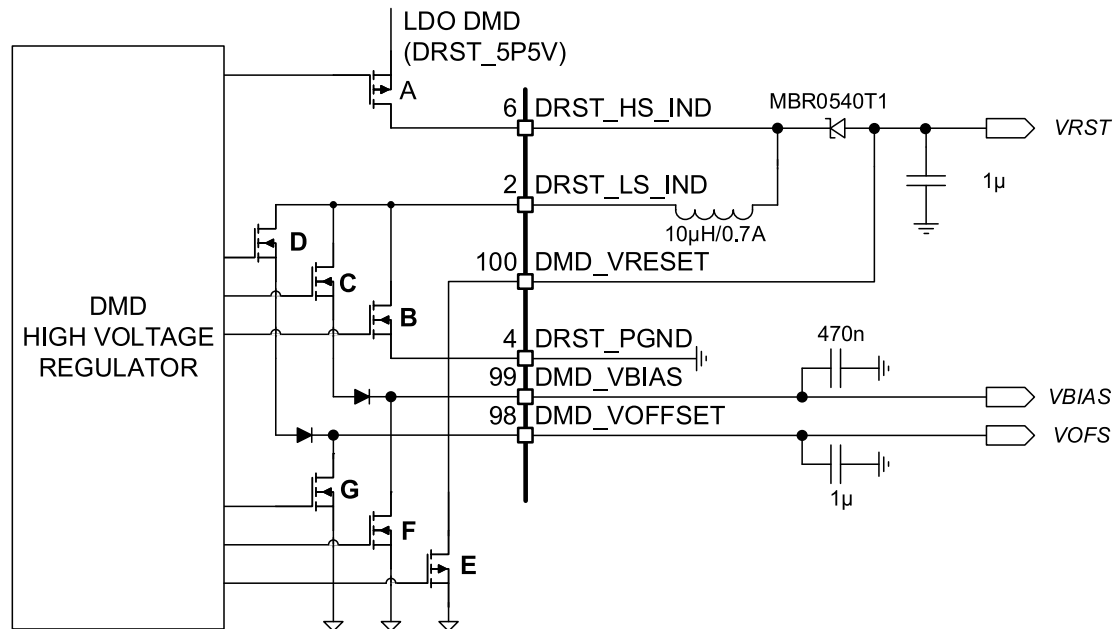 LDO DMD
(DRST_5P5V)
A
6 DRST_HS_IND
MBR0540T1
VRST
1µ
2 DRST_LS_IND
10µH/0.7A
D
C
B
100 DMD_VRESET
DMD
HIGH VOLTAGE
REGULATOR
4 DRST_PGND
470n
99 DMD_VBIAS
VBIAS
98 DMD_VOFFSET
VOFS
1µ
G
F
E